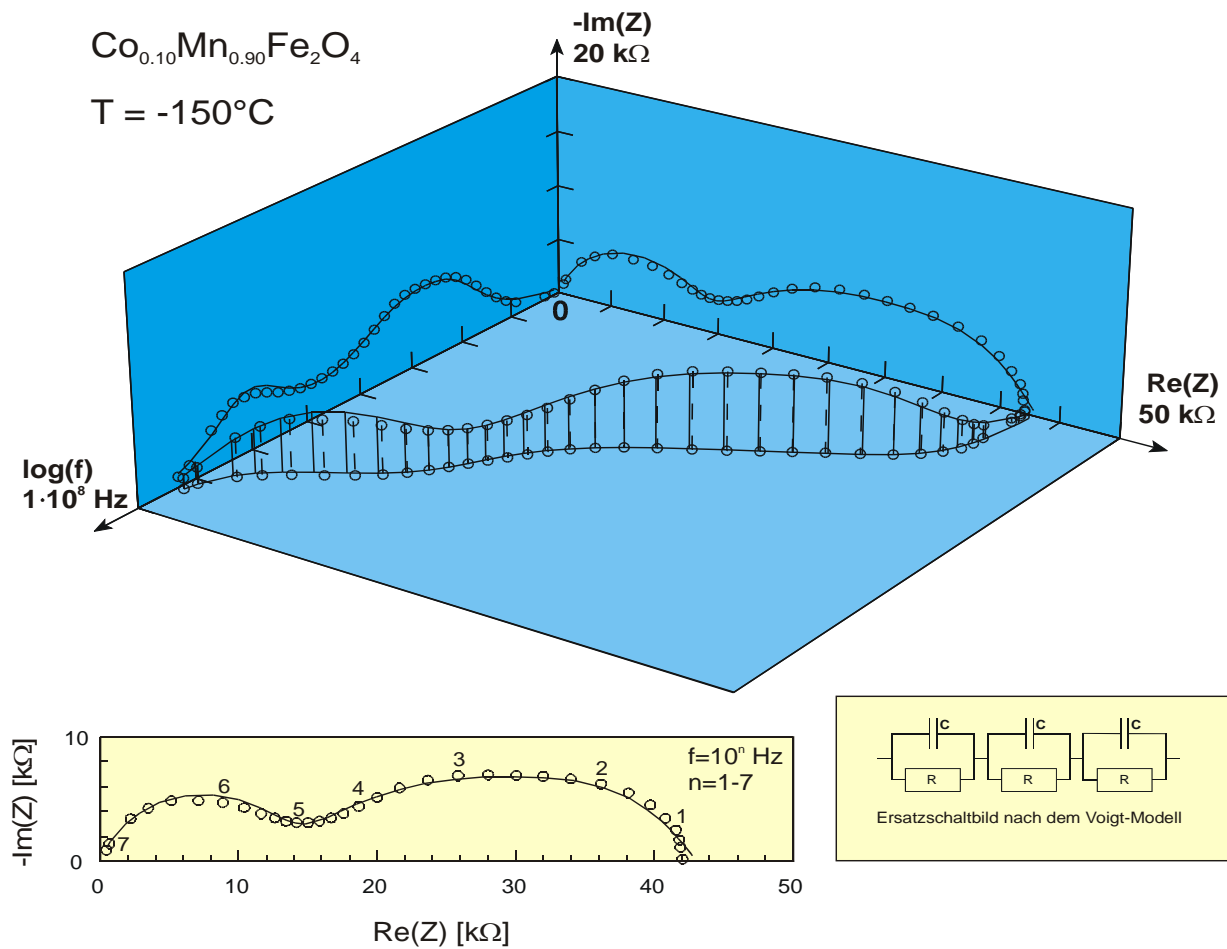 Co₀.₁₀Mn₀.₉₀Fe₂O₄
T = -150°C
-Im(Z)
20 kΩ
0
Re(Z)
50 kΩ
log(f)
1·10⁸ Hz
10
0
-Im(Z) [kΩ]
7
6
5
4
3
2
1
f=10ⁿ Hz
n=1-7
0
10
20
30
40
50
Re(Z) [kΩ]
C
C
C
R
R
R
Ersatzschaltbild nach dem Voigt-Modell